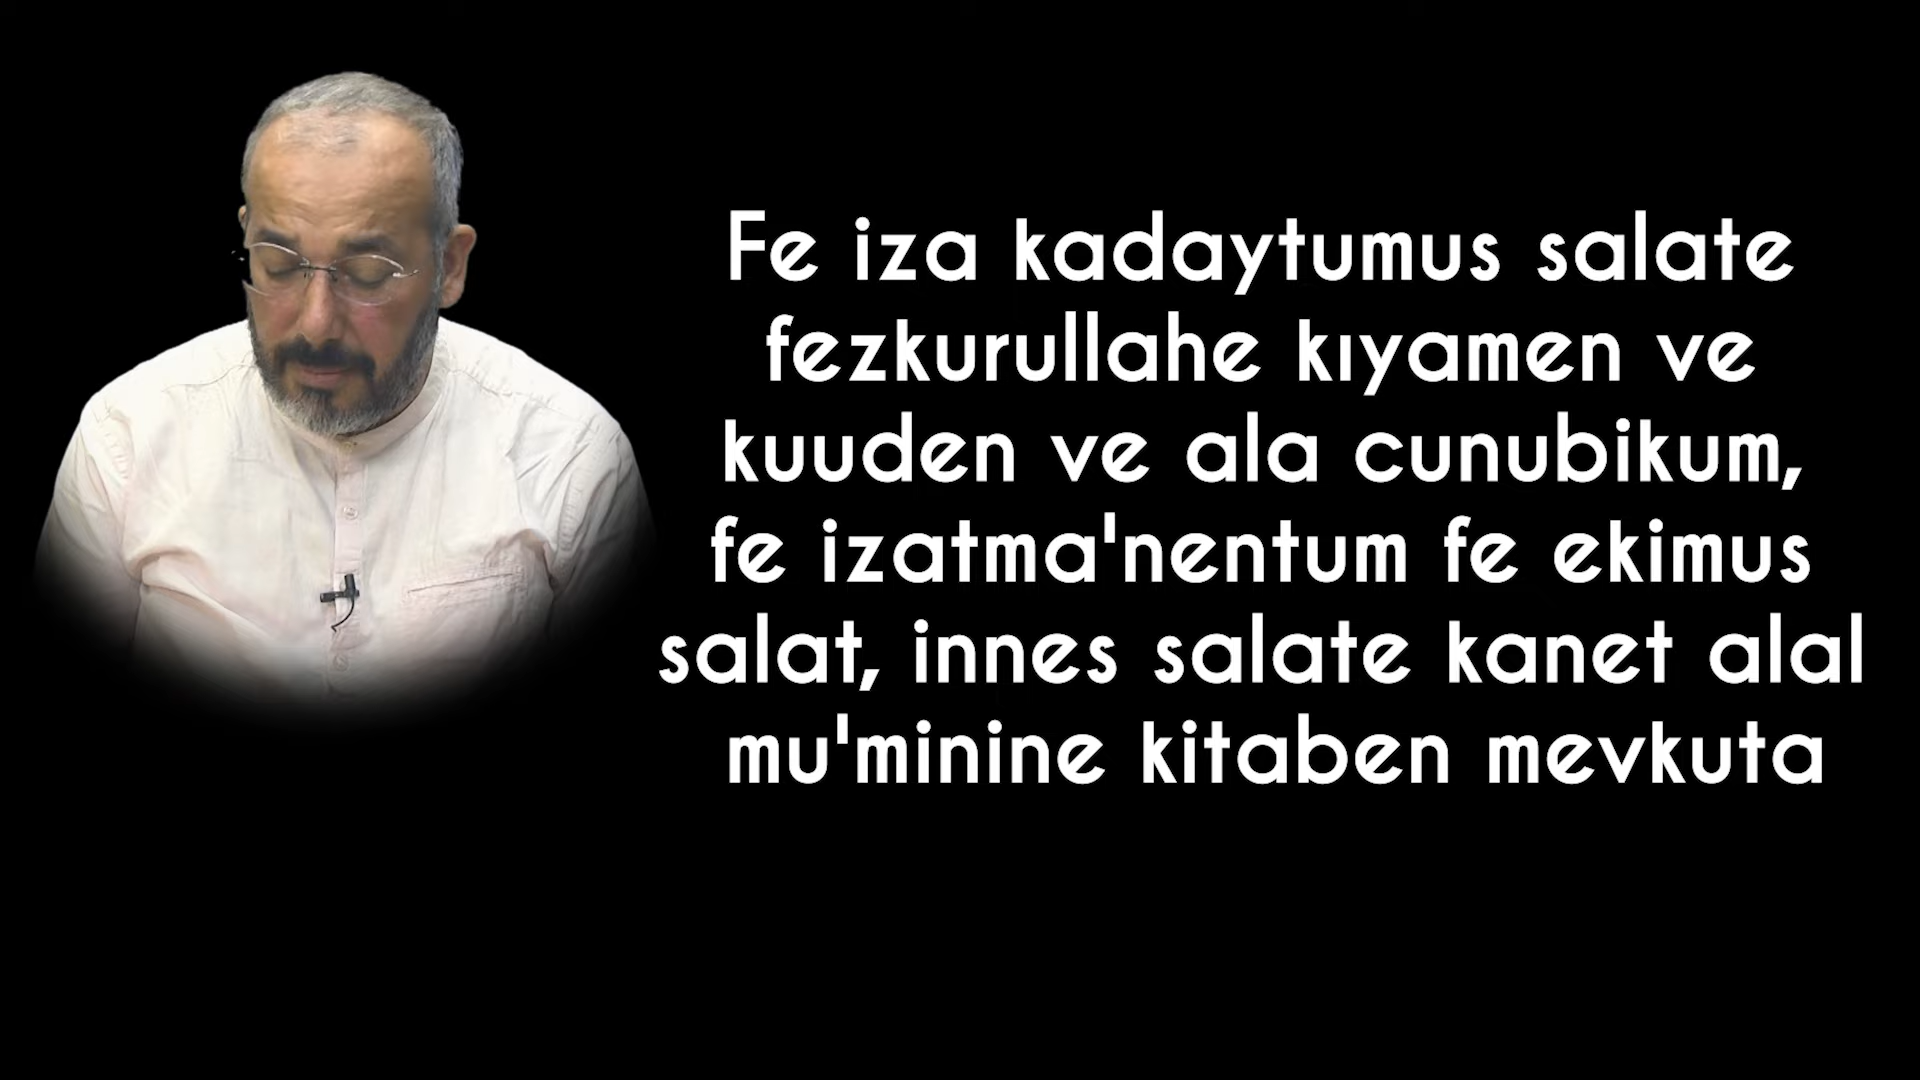 Fe iza kadaytumus salate
fezkurullahe kıyamen ve
kuuden ve ala cunubikum,
fe izatma'nentum fe ekimus
salat, innes salate kanet alal
mu'minine kitaben mevkuta